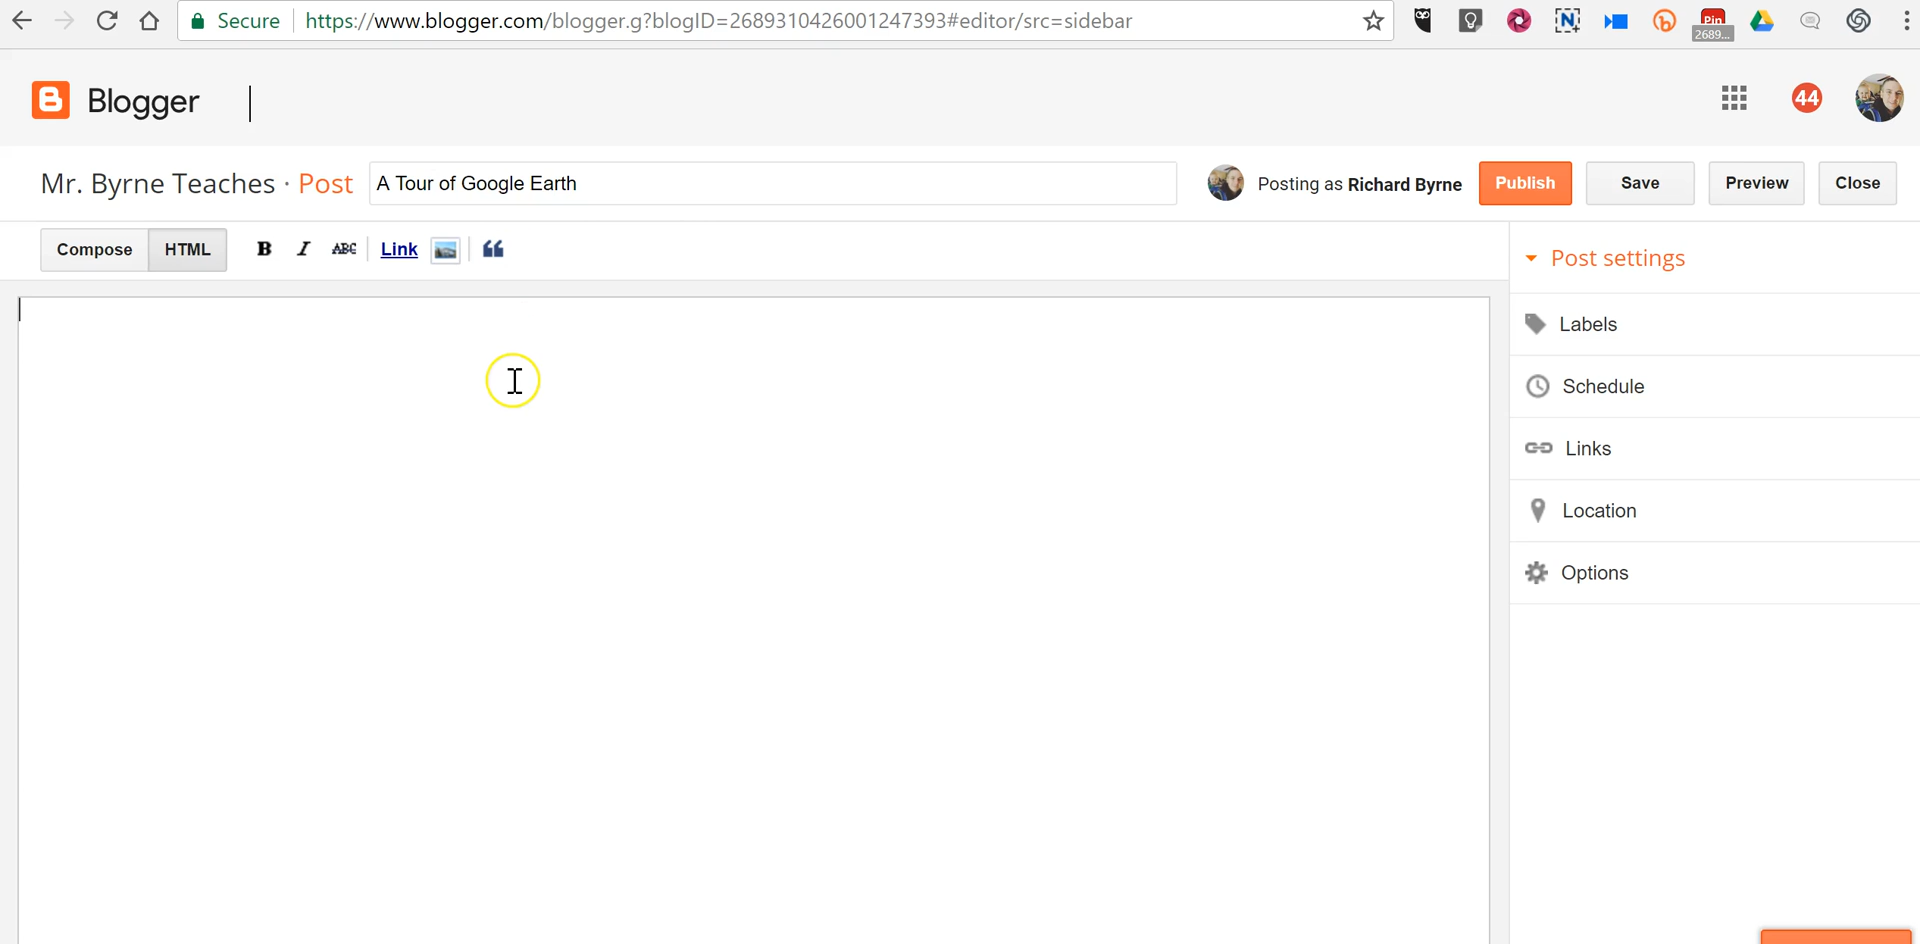 Secure https://www.blogger.com/blogger.g?blogID=2689310426001247393#editor/src=sidebar
Pin
2689...
Blogger
44
Mr. Byrne Teaches · Post A Tour of Google Earth Posting as Richard Byrne Publish Save Preview Close
Compose HTML B I ABC Link
Post settings
Labels
Schedule
Links
Location
Options